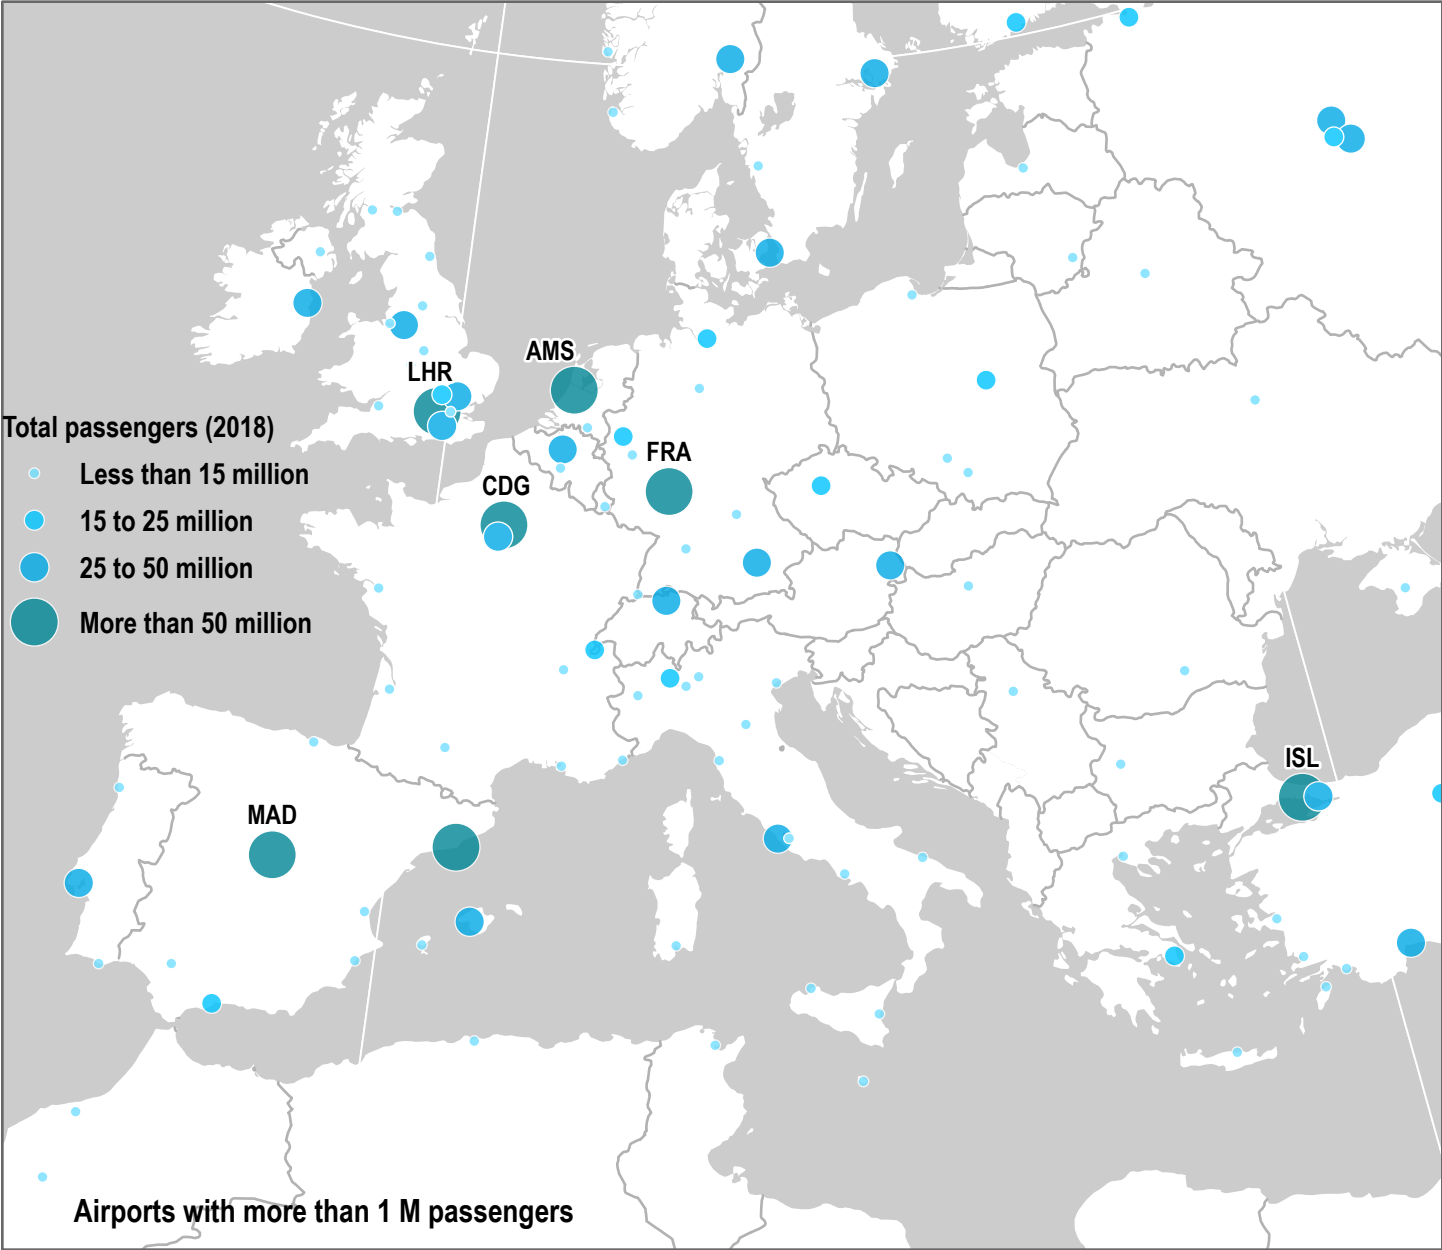 AMS
LHR
Total passengers (2018)
Less than 15 million
15 to 25 million
25 to 50 million
More than 50 million
FRA
CDG
ISL
MAD
Airports with more than 1 M passengers